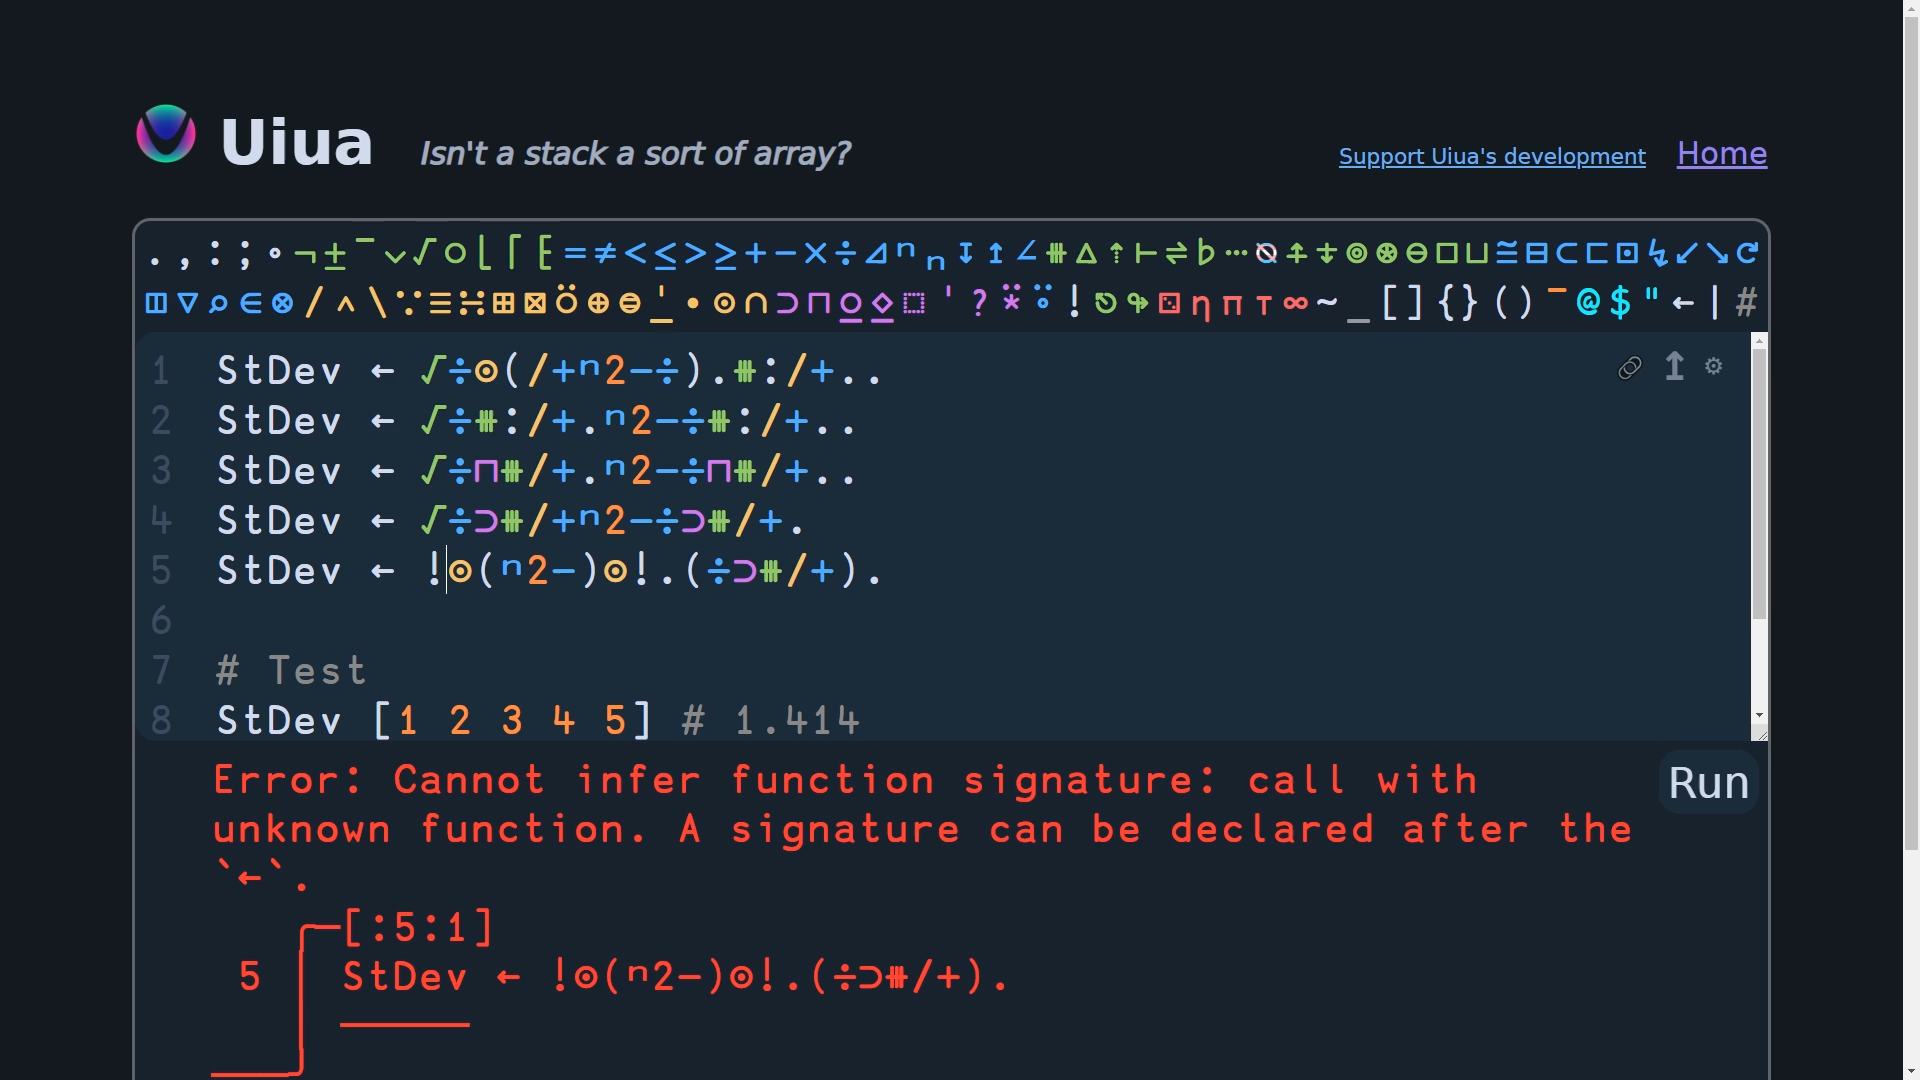 Uiua
Isn't a stack a sort of array?
Support Uiua's development
Home
. , : ; ∘ ¬ ± ¯ ⌵ √ ○ ⌊ ⌈ ⁅ = ≠ < ≤ > ≥ + - × ÷ ⊿ ⁿ ₙ ↧ ↥ ∠ ⧻ △ ⇡ ⊢ ⇌ ♭ ⋯ ⍉ ⍏ ⍖ ⊚ ⊛ ⊝ □ ⊔ ≅ ⊟ ⊂ ⊏ ⊡ ↯ ↙ ↘ ↻
◫ ▽ ⌕ ∊ ⊗ / ∧ \ ∵ ≡ ∺ ⊞ ⊠ ⍥ ⊕ ⊖ _' • ⊙ ∩ ⊃ ⊓ ⍜ ⍚ ⬚ ' ? ⍣ ⍤ ! ↺ ↬ ⚂ η π τ ∞ ~ _ [ ] { } ( ) ¯ @ $ " ← | #
1 StDev ← √÷⊙(/+ⁿ2-÷).⧻:/+..
2 StDev ← √÷⧻:/+.ⁿ2-÷⧻:/+..
3 StDev ← √÷⊓⧻/+.ⁿ2-÷⊓⧻/+..
4 StDev ← √÷⊃⧻/+ⁿ2-÷⊃⧻/+.
5 StDev ← !⊙(ⁿ2-)⊙!.(÷⊃⧻/+).
6
7 # Test
8 StDev [1 2 3 4 5] # 1.414
Run
Error: Cannot infer function signature: call with
unknown function. A signature can be declared after the
`←`.
[:5:1]
5 StDev ← !⊙(ⁿ2-)⊙!.(÷⊃⧻/+).